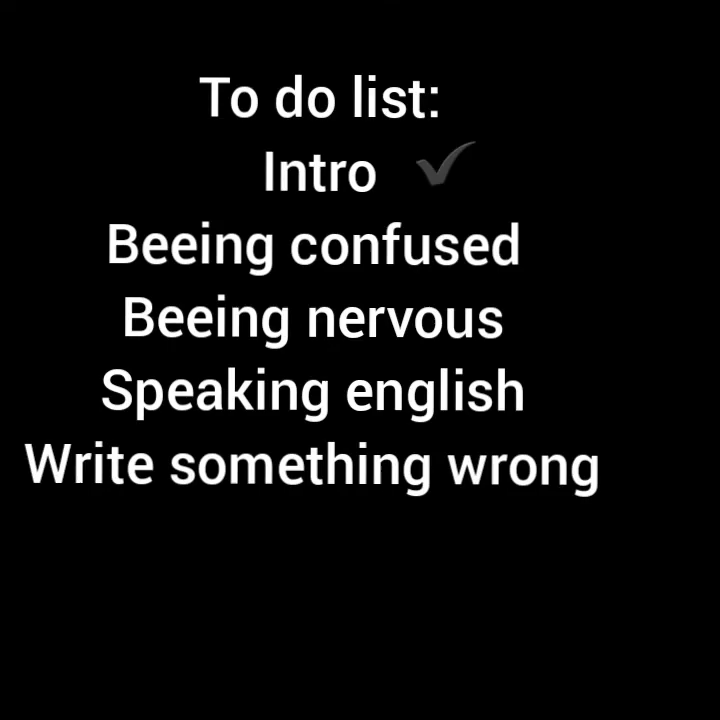 To do list:
Intro ✔
Beeing confused
Beeing nervous
Speaking english
Write something wrong